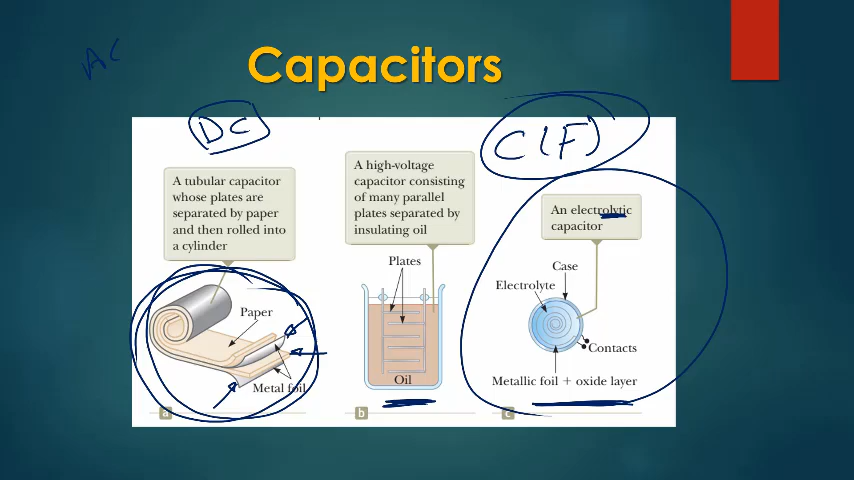 AC
Capacitors
DC
C(F)
A tubular capacitor
whose plates are
separated by paper
and then rolled into
a cylinder
A high-voltage
capacitor consisting
of many parallel
plates separated by
insulating oil
An electrolytic
capacitor
Plates
Case
Electrolyte
Paper
Contacts
Metal foil
Oil
Metallic foil + oxide layer
a
b
c